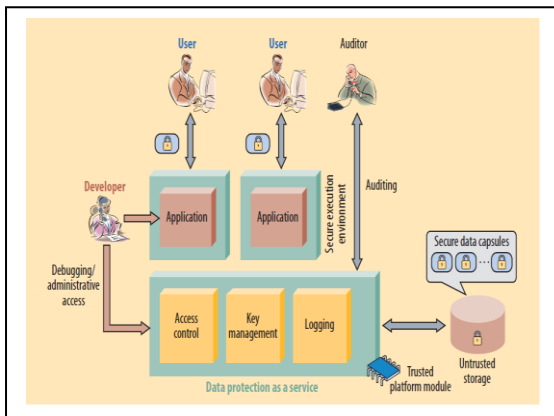 User
User
Auditor
Developer
Application
Application
Secure execution
environment
Auditing
Debugging/
administrative
access
Secure data capsules
...
Access
control
Key
management
Logging
Untrusted
storage
Trusted
platform module
Data protection as a service